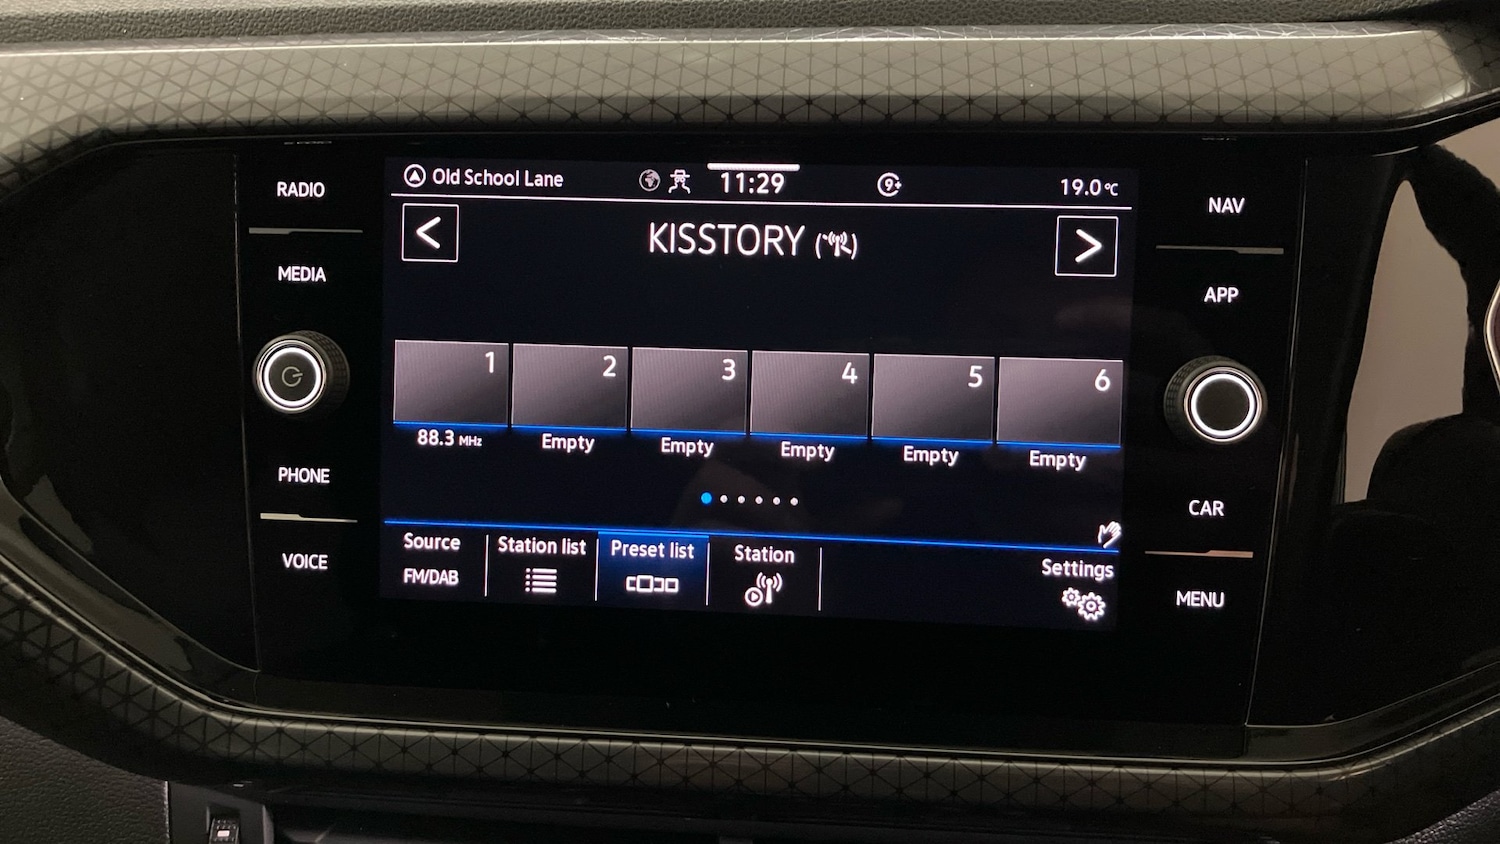 RADIO
MEDIA
PHONE
VOICE
Old School Lane
11:29
9+
19.0°C
<
KISSTORY
>
1
2
3
4
5
6
88.3 MHz
Empty
Empty
Empty
Empty
Empty
Source
FM/DAB
Station list
Preset list
Station
Settings
NAV
APP
CAR
MENU